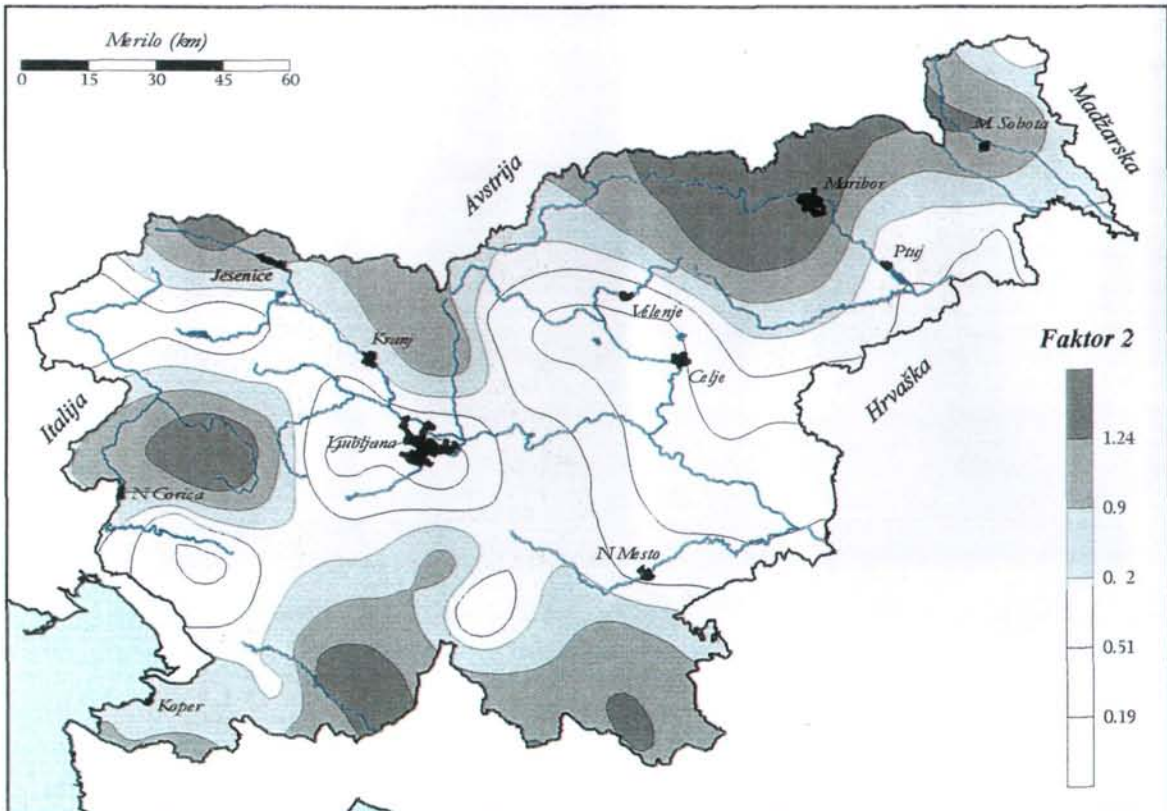 Merilo (km)
0 15 30 45 60
Madžarska
M. Sobota
Avstrija
Maribor
Ptuj
Jesenice
Velenje
Kranj
Faktor 2
Celje
Hrvaška
Italija
Ljubljana
1.24
N Gorica
0.9
N Mesto
0. 2
0.51
Koper
0.19